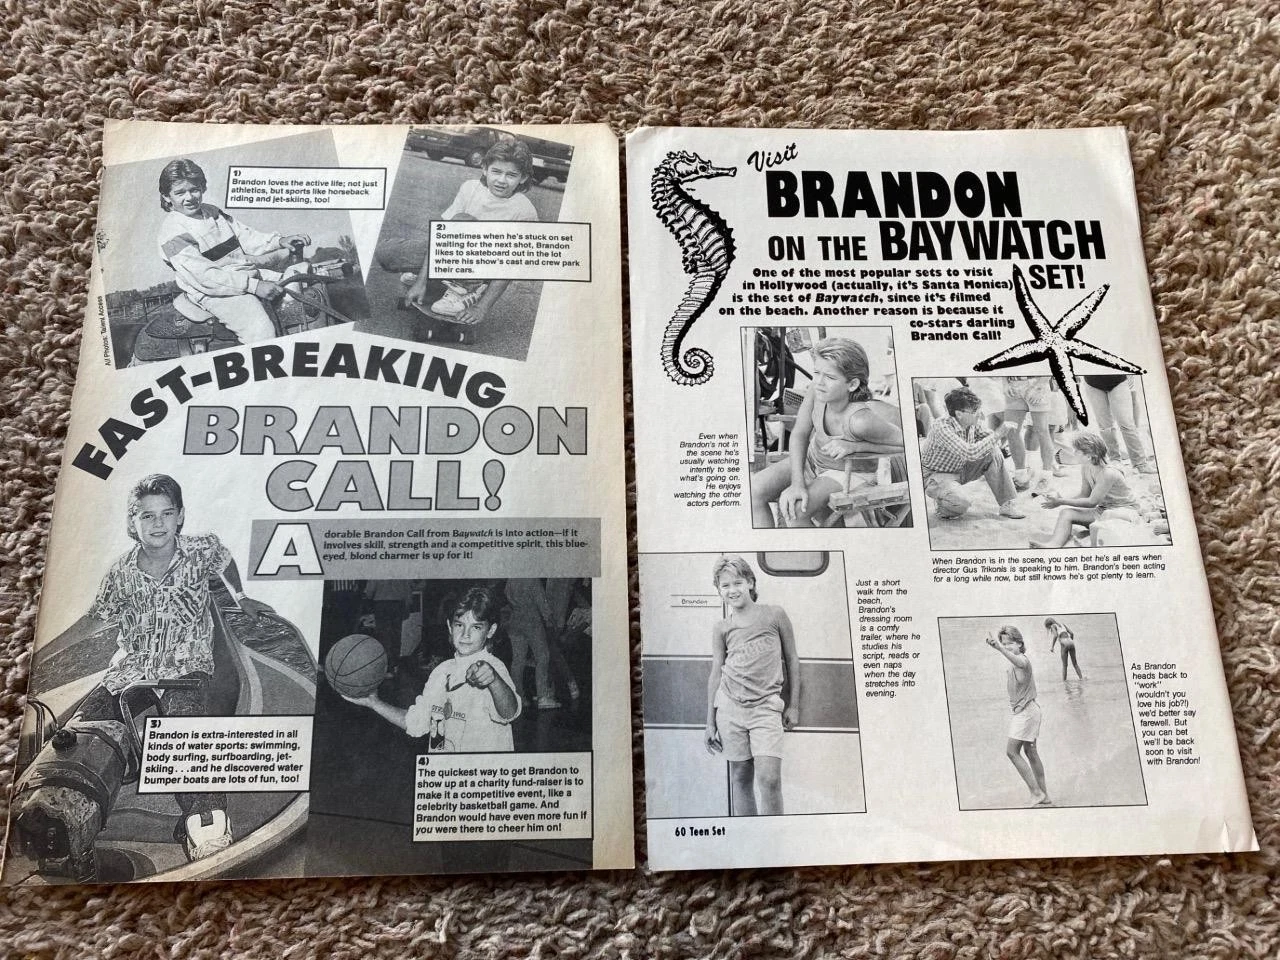 1)
Brandon loves the active life; not just
athletics, but sports like horseback
riding and jet-skiing, too!
2)
Sometimes when he's stuck on set
waiting for the next shot, Brandon
likes to skateboard out in the lot
where his show's cast and crew park
their cars.
All Photos: Talent Access
FAST-BREAKING
BRANDON
CALL!
Adorable Brandon Call from Baywatch is into action—if it
involves skill, strength and a competitive spirit, this blue-
eyed, blond charmer is up for it!
3)
Brandon is extra-interested in all
kinds of water sports: swimming,
body surfing, surfboarding, jet-
skiing...and he discovered water
bumper boats are lots of fun, too!
4)
The quickest way to get Brandon to
show up at a charity fund-raiser is to
make it a competitive event, like a
celebrity basketball game. And
Brandon would have even more fun if
you were there to cheer him on!
Visit
BRANDON
ON THE BAYWATCH
SET!
One of the most popular sets to visit
in Hollywood (actually, it's Santa Monica)
is the set of Baywatch, since it's filmed
on the beach. Another reason is because it
co-stars darling
Brandon Call!
Even when
Brandon's not in
the scene he's
usually watching
intently to see
what's going on.
He enjoys
watching the other
actors perform.
When Brandon is in the scene, you can bet he's all ears when
director Gus Trikonis is speaking to him. Brandon's been acting
for a long while now, but still knows he's got plenty to learn.
Brandon
Just a short
walk from the
beach,
Brandon's
dressing room
is a comfy
trailer, where he
studies his
script, reads or
even naps
when the day
stretches into
evening.
As Brandon
heads back to
"work"
(wouldn't you
love his job?!)
we'd better say
farewell. But
you can bet
we'll be back
soon to visit
with Brandon!
60 Teen Set